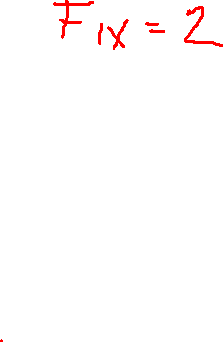 F1x = 2